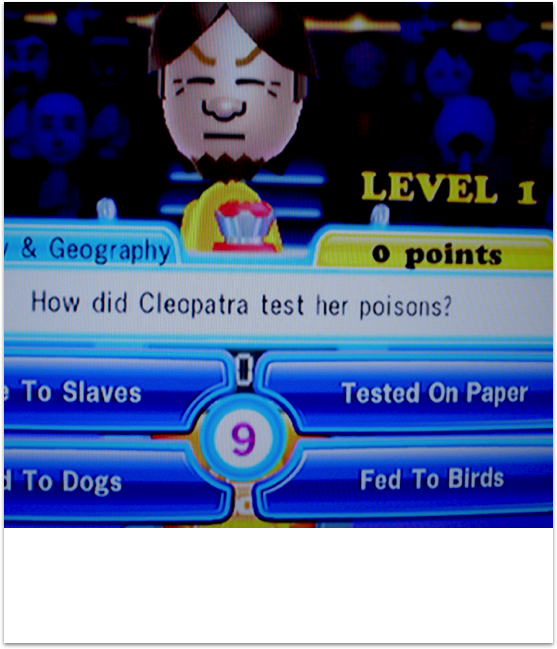 LEVEL 1
& Geography
0 points
How did Cleopatra test her poisons?
To Slaves
Tested On Paper
9
To Dogs
Fed To Birds